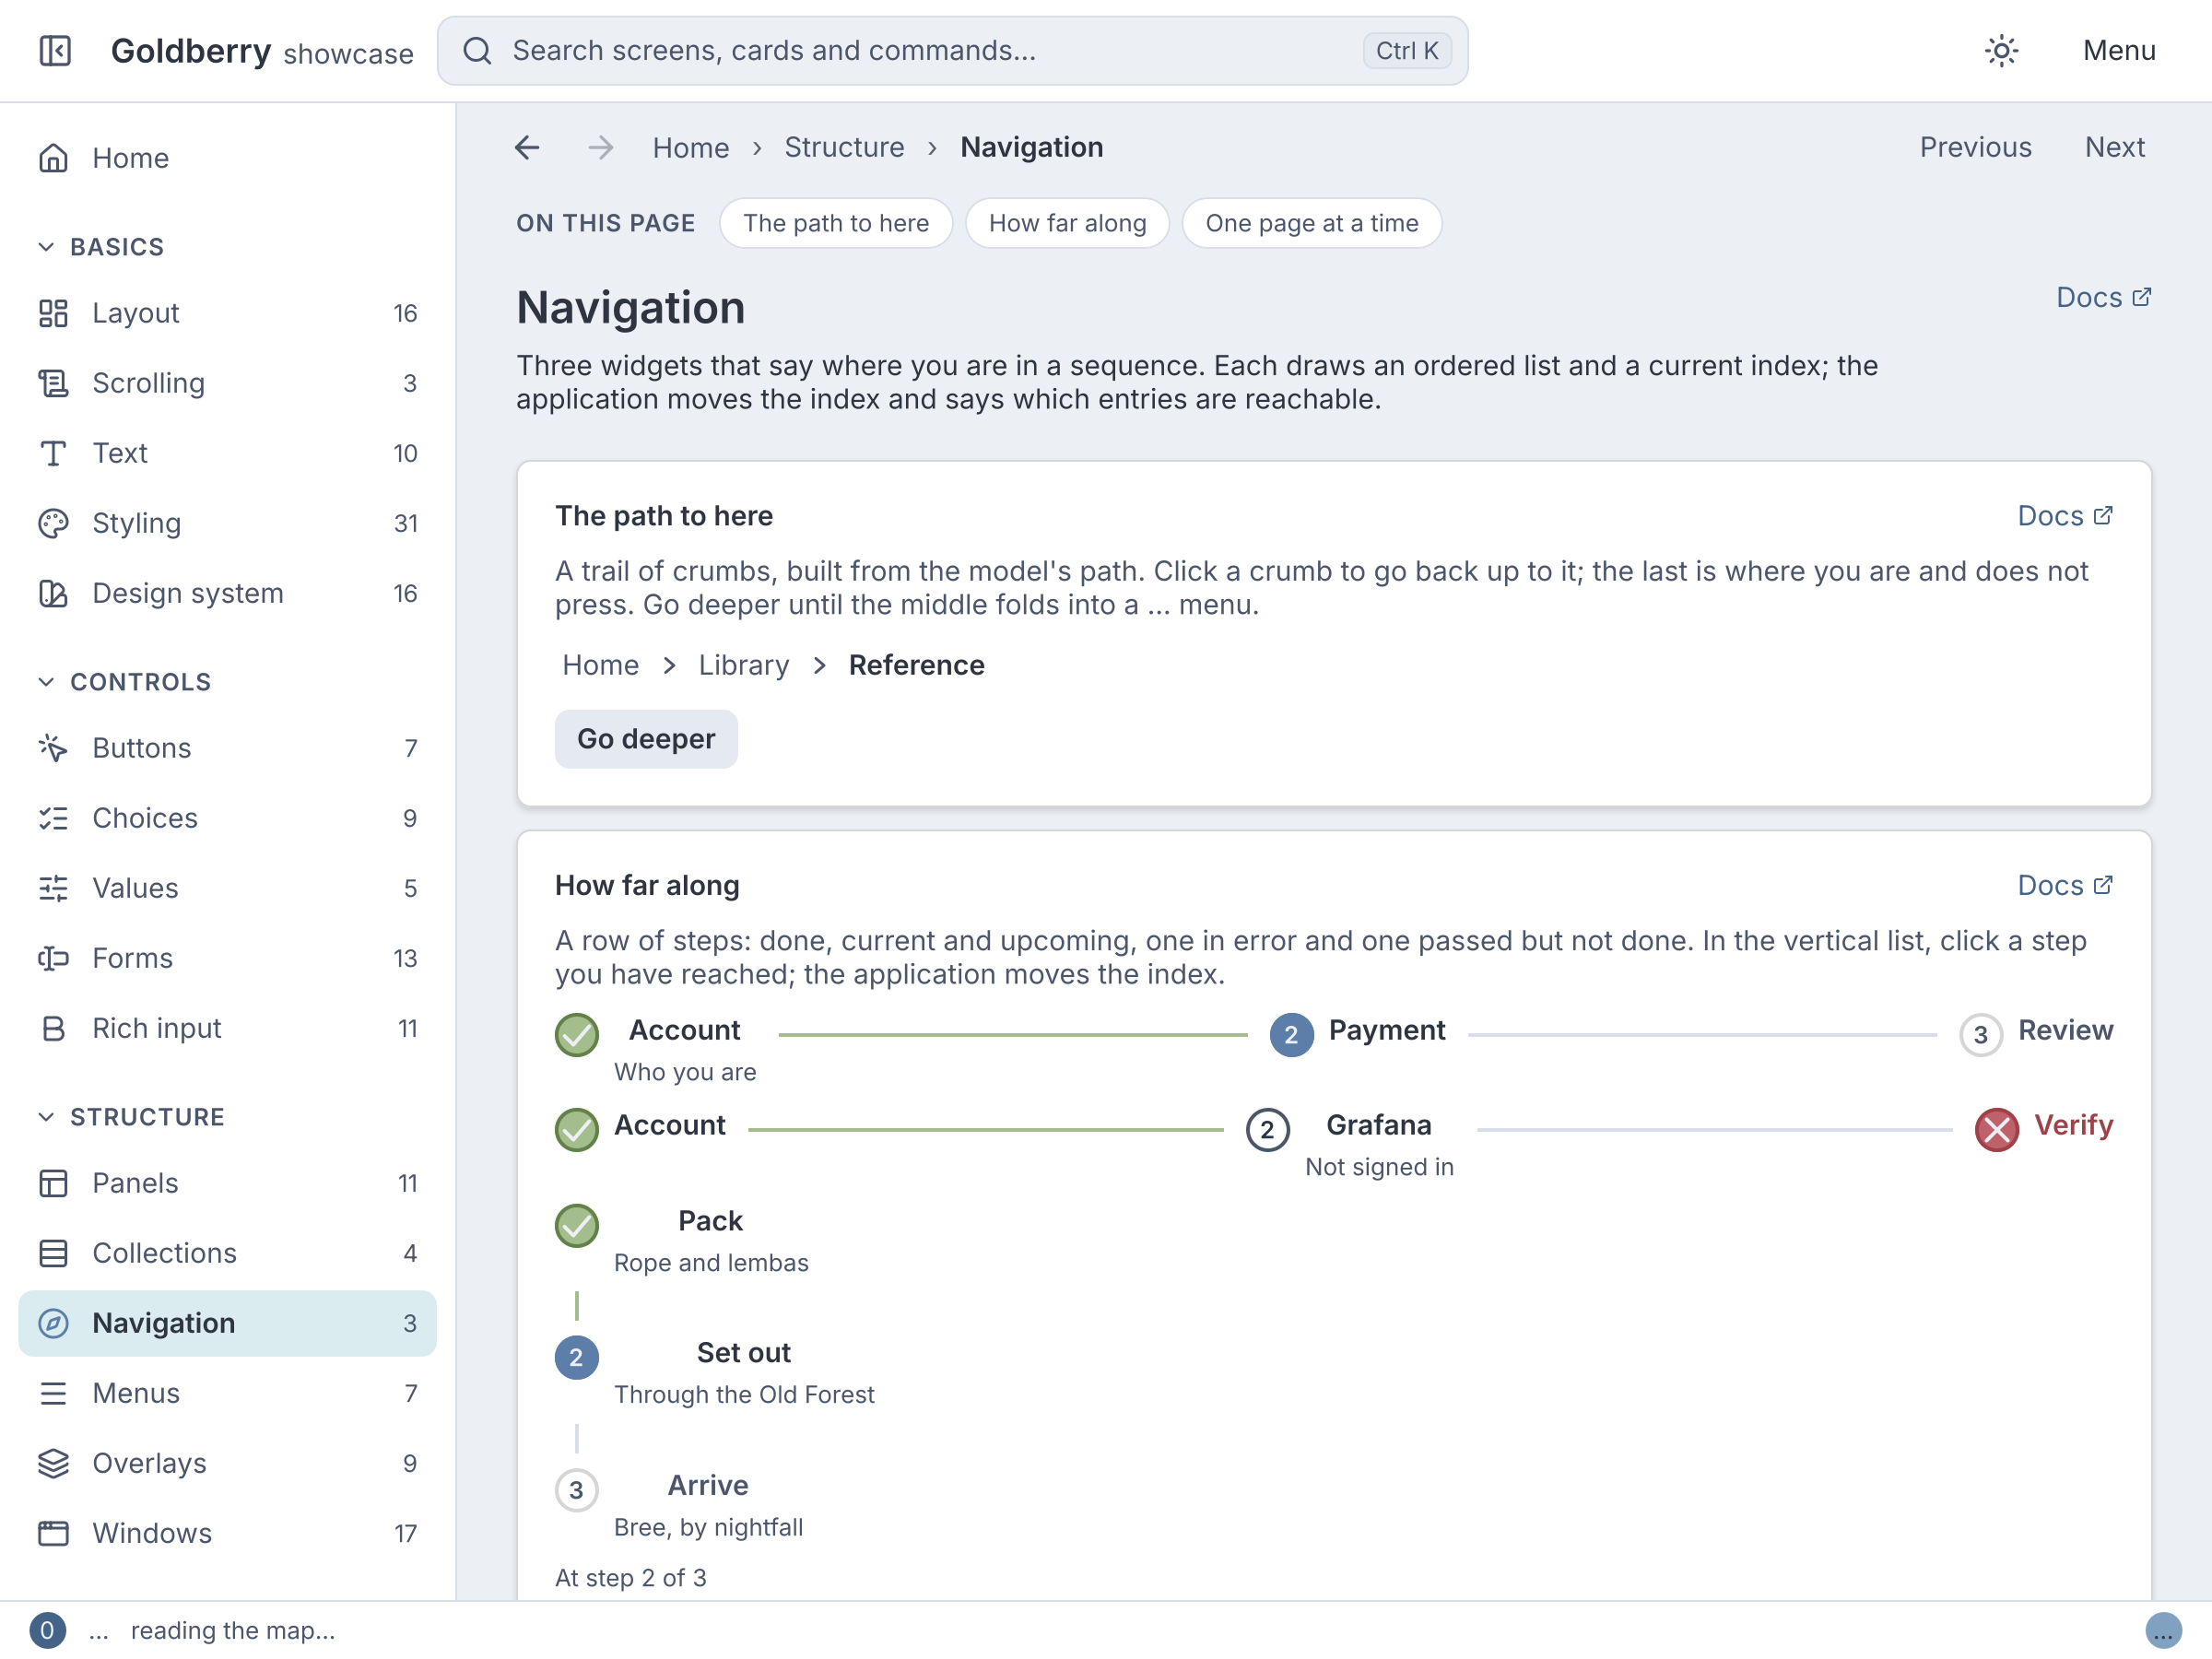 Goldberry showcase
Search screens, cards and commands...
Ctrl K
Menu
Home
BASICS
Layout 16
Scrolling 3
Text 10
Styling 31
Design system 16
CONTROLS
Buttons 7
Choices 9
Values 5
Forms 13
Rich input 11
STRUCTURE
Panels 11
Collections 4
Navigation 3
Menus 7
Overlays 9
Windows 17
Home › Structure › Navigation
Previous Next
ON THIS PAGE The path to here How far along One page at a time
Navigation
Docs
Three widgets that say where you are in a sequence. Each draws an ordered list and a current index; the
application moves the index and says which entries are reachable.
The path to here
Docs
A trail of crumbs, built from the model's path. Click a crumb to go back up to it; the last is where you are and does not
press. Go deeper until the middle folds into a ... menu.
Home > Library > Reference
Go deeper
How far along
Docs
A row of steps: done, current and upcoming, one in error and one passed but not done. In the vertical list, click a step
you have reached; the application moves the index.
Account 2 Payment 3 Review
Who you are
Account 2 Grafana Verify
Not signed in
Pack
Rope and lembas
2 Set out
Through the Old Forest
3 Arrive
Bree, by nightfall
At step 2 of 3
0 ... reading the map... ...